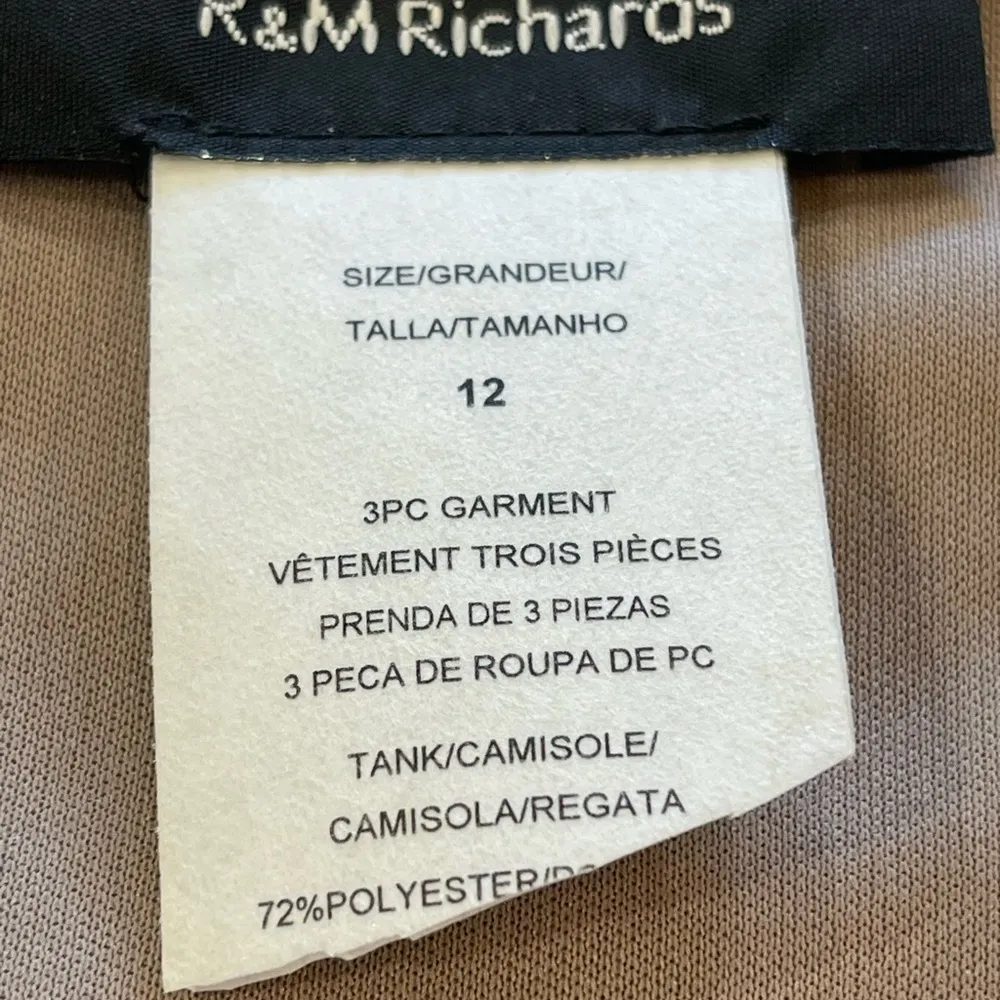 R&M Richards
SIZE/GRANDEUR/
TALLA/TAMANHO
12
3PC GARMENT
VÊTEMENT TROIS PIÈCES
PRENDA DE 3 PIEZAS
3 PECA DE ROUPA DE PC
TANK/CAMISOLE/
CAMISOLA/REGATA
72%POLYESTER/